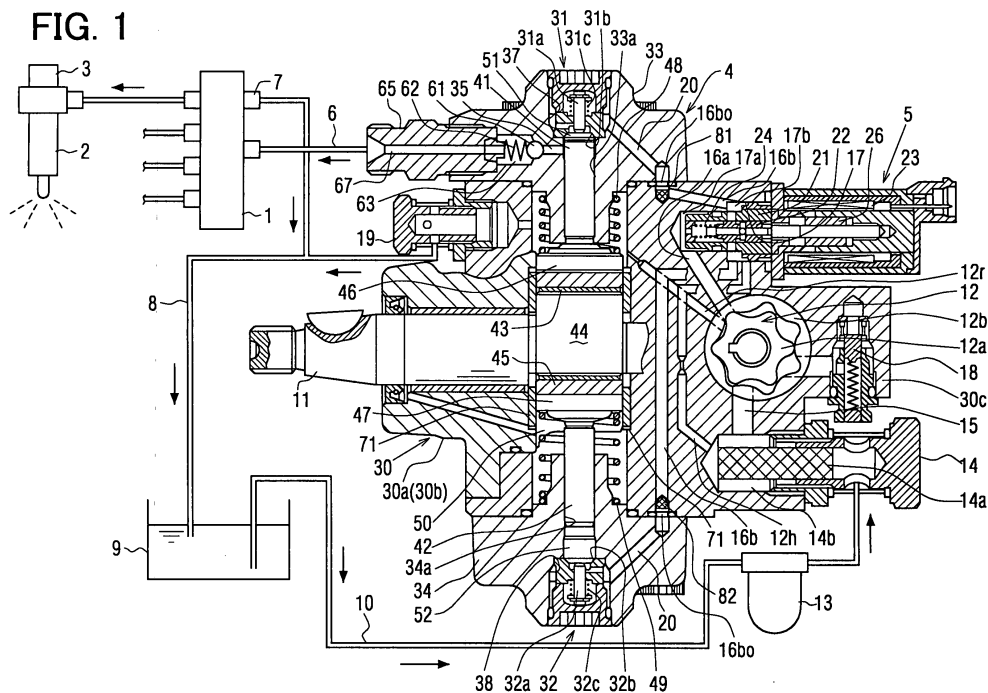 FIG. 1
31 31b
31a 31c 33a
37 33
51 48
41 4
35 20
61 16bo
62 81
65 24 17b 22 26 5
16a 17a 16b 21 17 23
3
7
6
2
1
67
63
19
8
46
43
44
45
11
47
71
30
30a(30b)
50
42
34a
34
52
38
32a 32 32c 32b 49
12r
12
12b
12a
18
30c
15
14
14a
14b
12h
16b
71
82
20
16bo
13
9
10